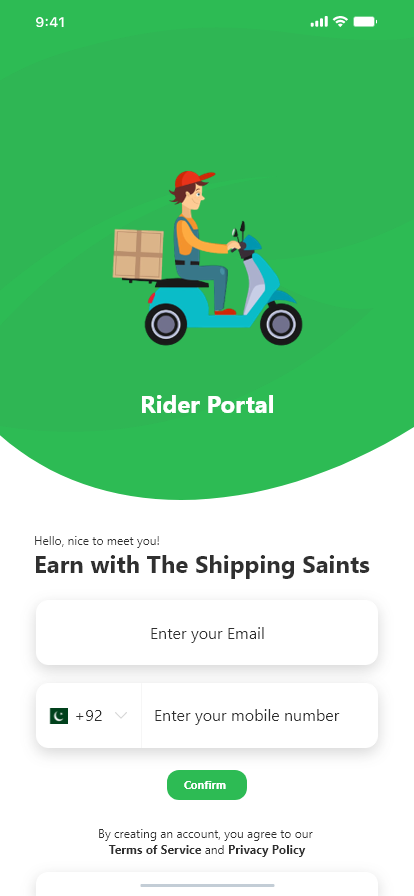 9:41
Rider Portal
Hello, nice to meet you!
Earn with The Shipping Saints
Enter your Email
+92 Enter your mobile number
Confirm
By creating an account, you agree to our
Terms of Service and Privacy Policy